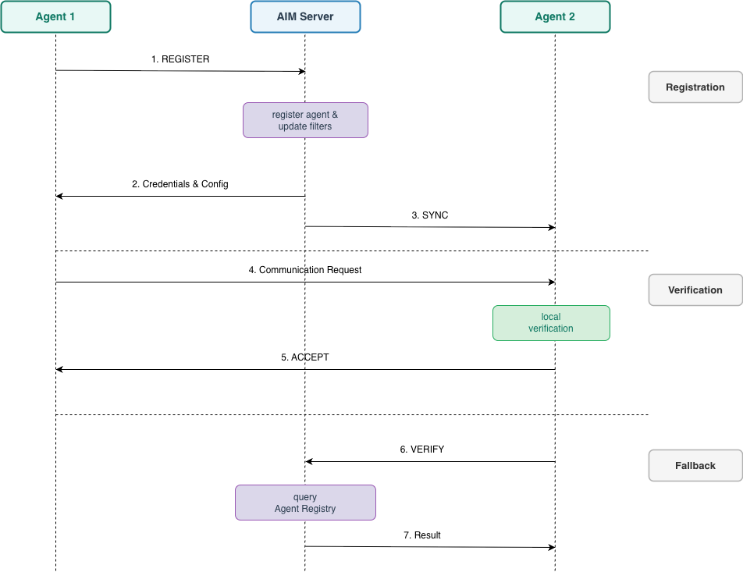 Agent 1
AIM Server
Agent 2
1. REGISTER
Registration
register agent &
update filters
2. Credentials & Config
3. SYNC
4. Communication Request
Verification
local
verification
5. ACCEPT
6. VERIFY
Fallback
query
Agent Registry
7. Result